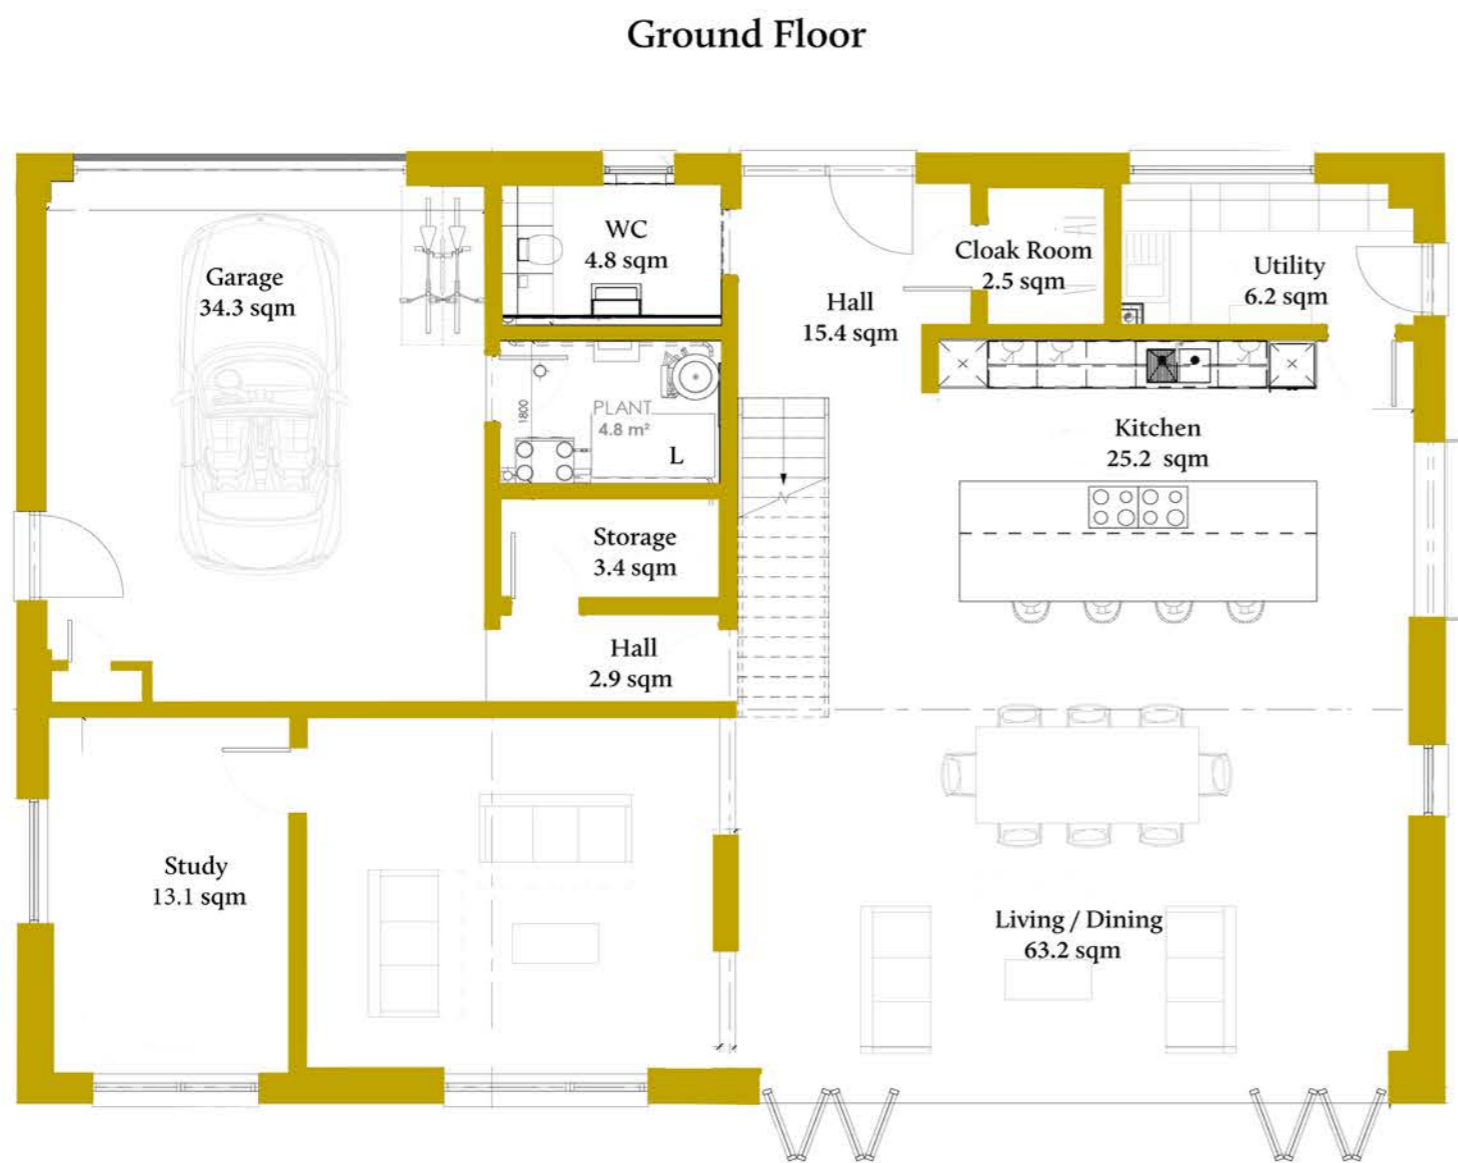 Ground Floor
WC
4.8 sqm
Garage
34.3 sqm
Cloak Room
2.5 sqm
Utility
6.2 sqm
Hall
15.4 sqm
1800
PLANT
4.8 m²
L
Kitchen
25.2 sqm
Storage
3.4 sqm
Hall
2.9 sqm
Study
13.1 sqm
Living / Dining
63.2 sqm